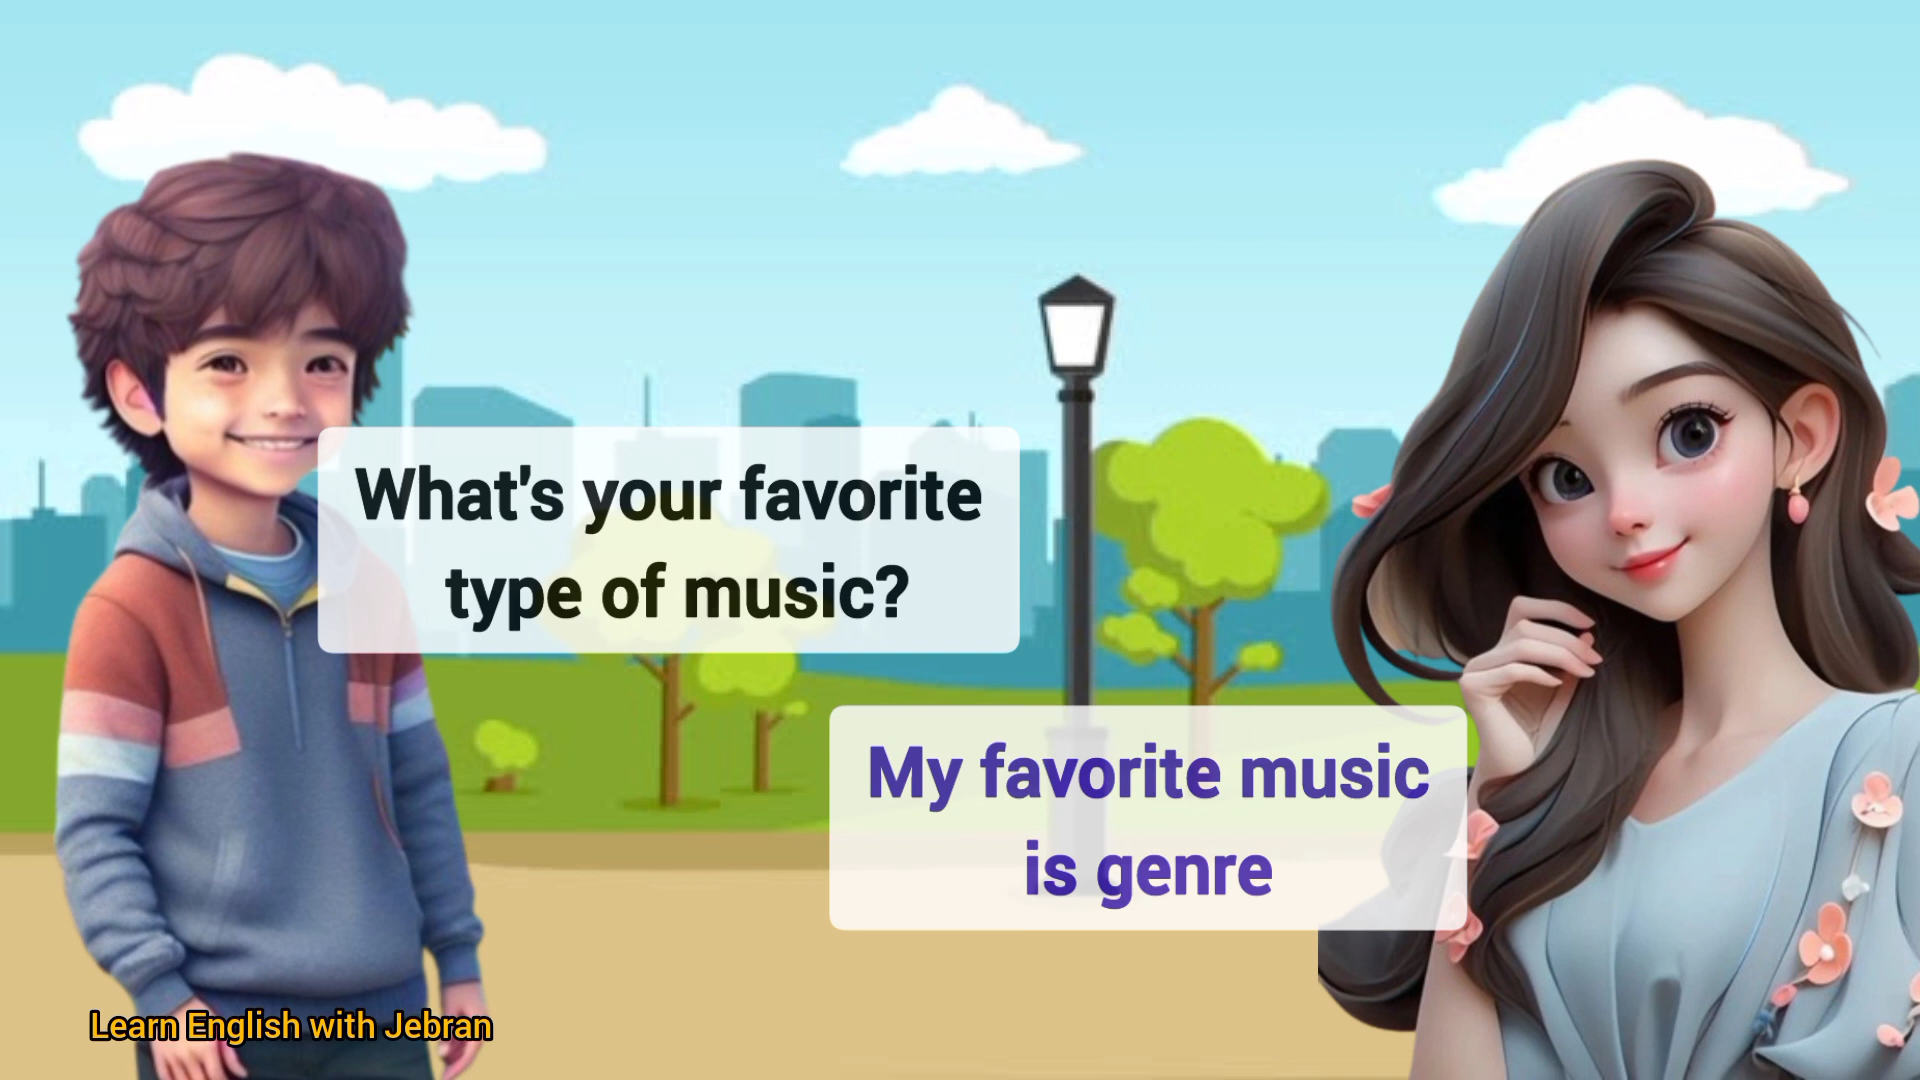 What's your favorite
type of music?
My favorite music
is genre
Learn English with Jebran